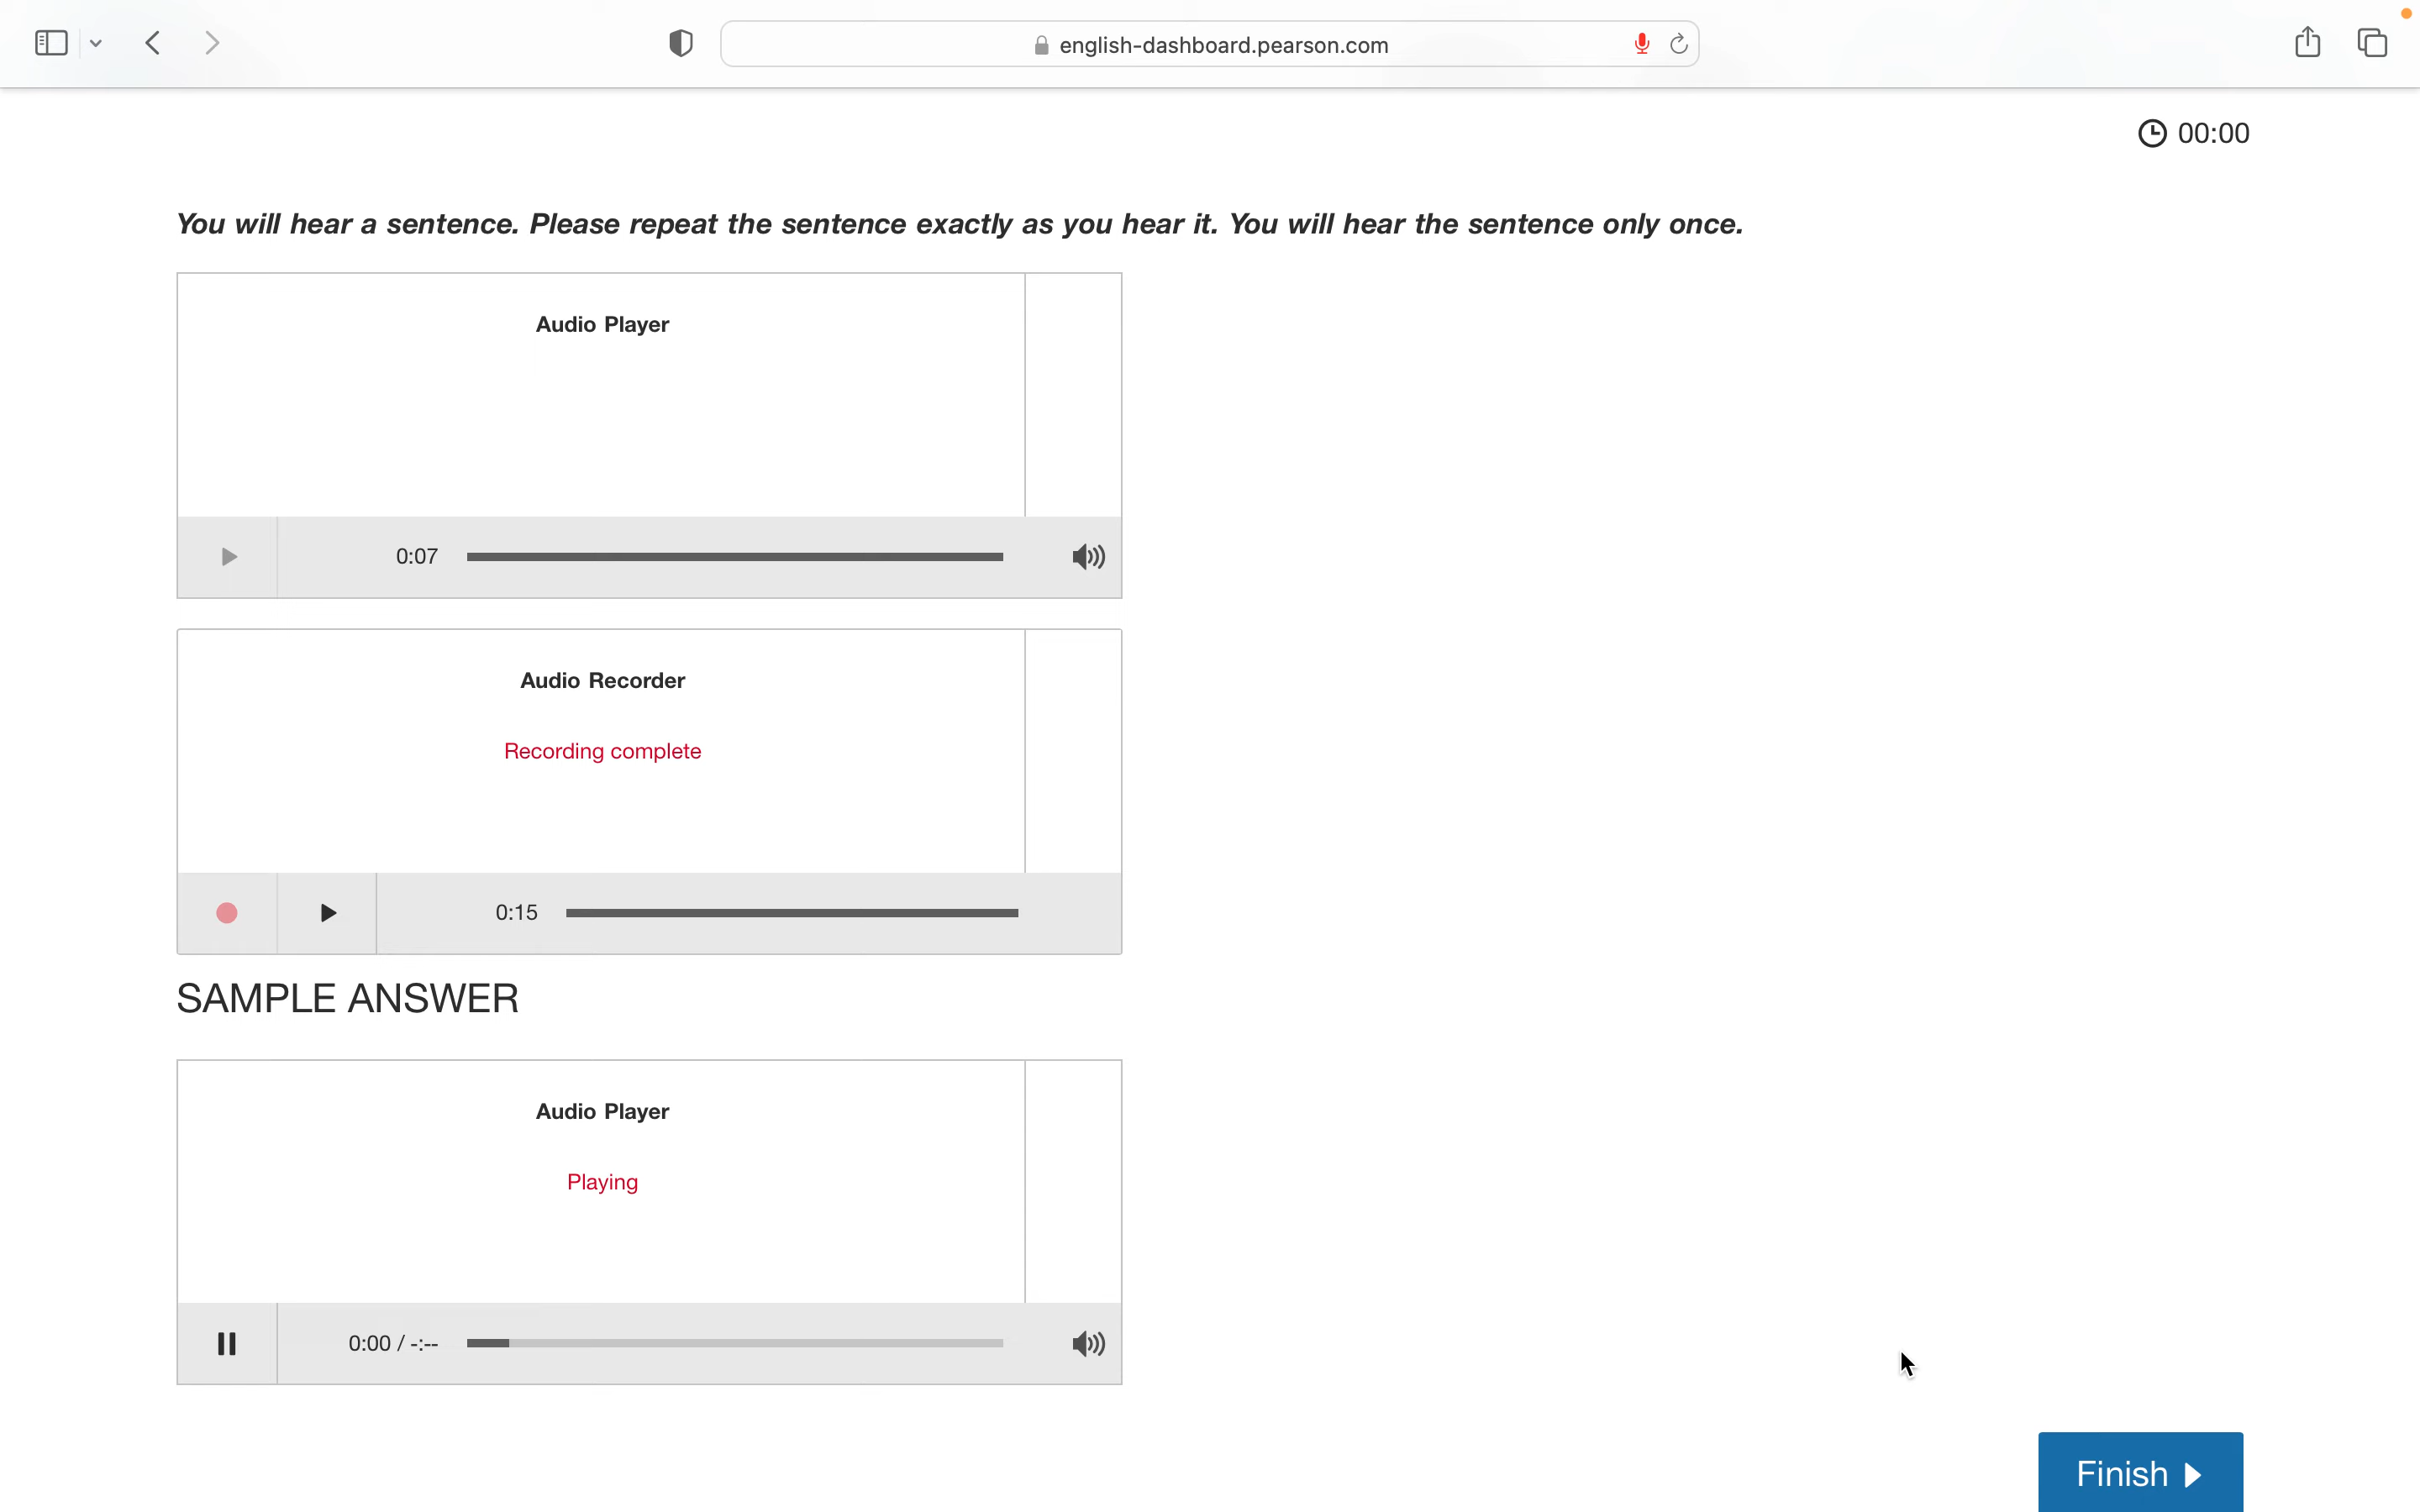 english-dashboard.pearson.com
00:00
You will hear a sentence. Please repeat the sentence exactly as you hear it. You will hear the sentence only once.
Audio Player
0:07
Audio Recorder
Recording complete
0:15
SAMPLE ANSWER
Audio Player
Playing
0:00 / -:--
Finish